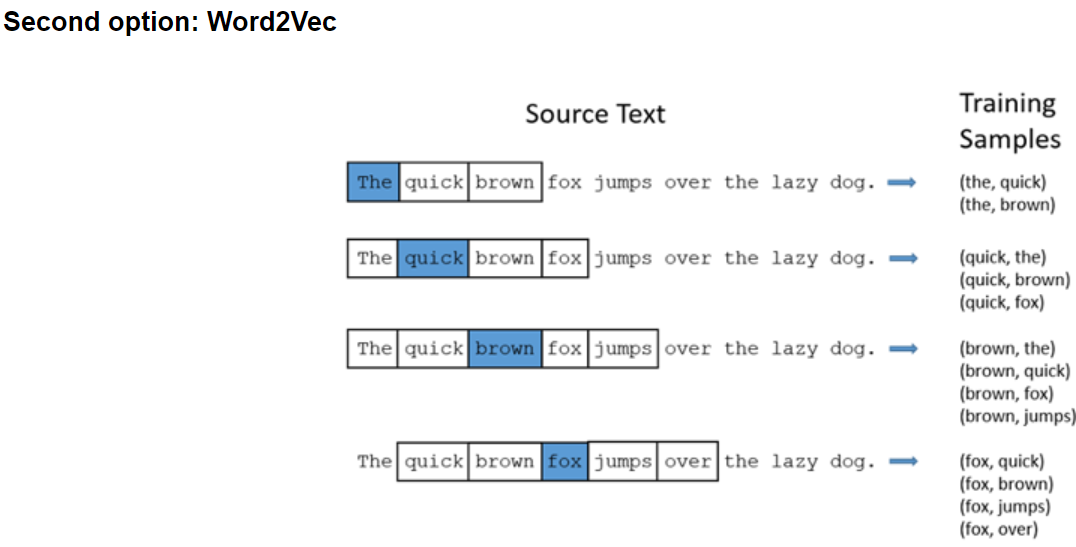 Second option: Word2Vec
Source Text
Training
Samples
The quick brown fox jumps over the lazy dog.
(the, quick)
(the, brown)
The quick brown fox jumps over the lazy dog.
(quick, the)
(quick, brown)
(quick, fox)
The quick brown fox jumps over the lazy dog.
(brown, the)
(brown, quick)
(brown, fox)
(brown, jumps)
The quick brown fox jumps over the lazy dog.
(fox, quick)
(fox, brown)
(fox, jumps)
(fox, over)